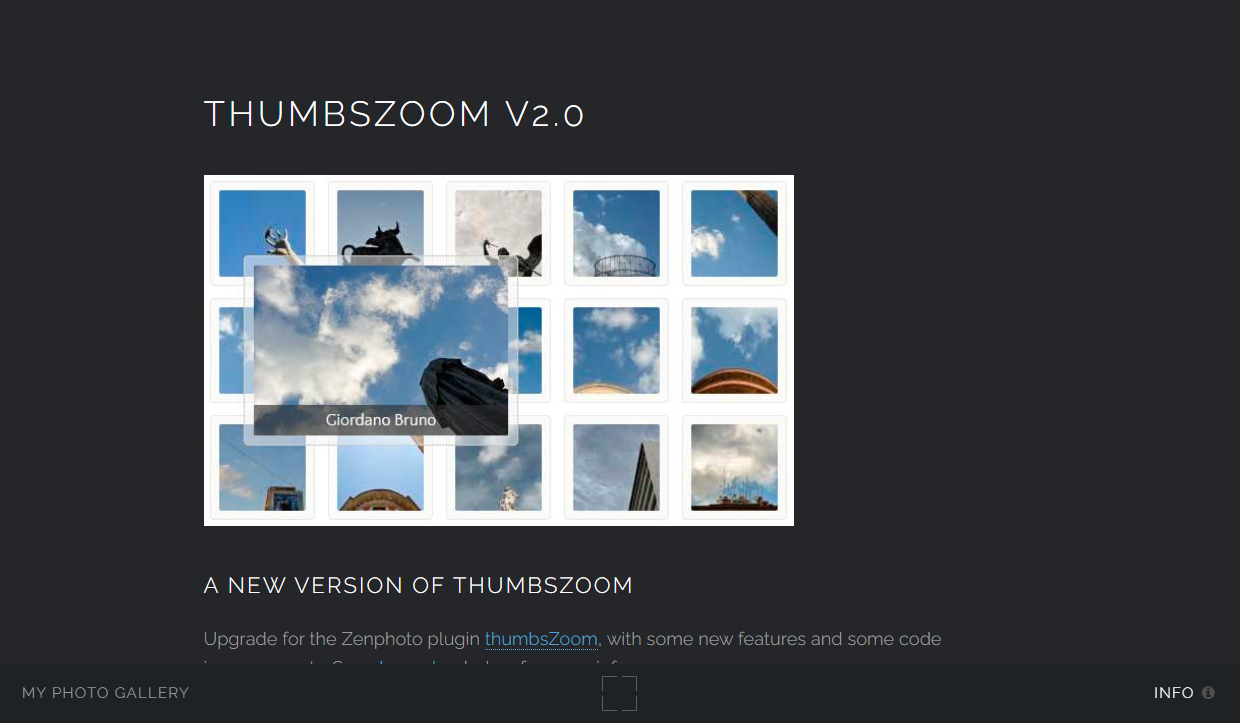 THUMBSZOOM V2.0
Giordano Bruno
A NEW VERSION OF THUMBSZOOM
Upgrade for the Zenphoto plugin thumbsZoom, with some new features and some code
MY PHOTO GALLERY
INFO